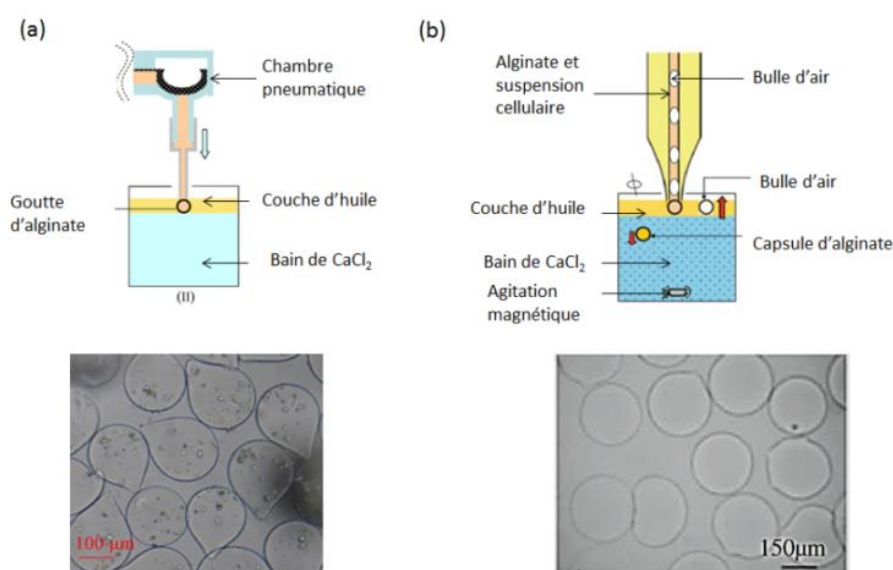 (a)
Chambre
pneumatique
Goutte
d'alginate
Couche d'huile
Bain de CaCl₂
(II)
100 μm
(b)
Alginate et
suspension
cellulaire
Bulle d'air
Bulle d'air
Couche d'huile
Capsule d'alginate
Bain de CaCl₂
Agitation
magnétique
150μm